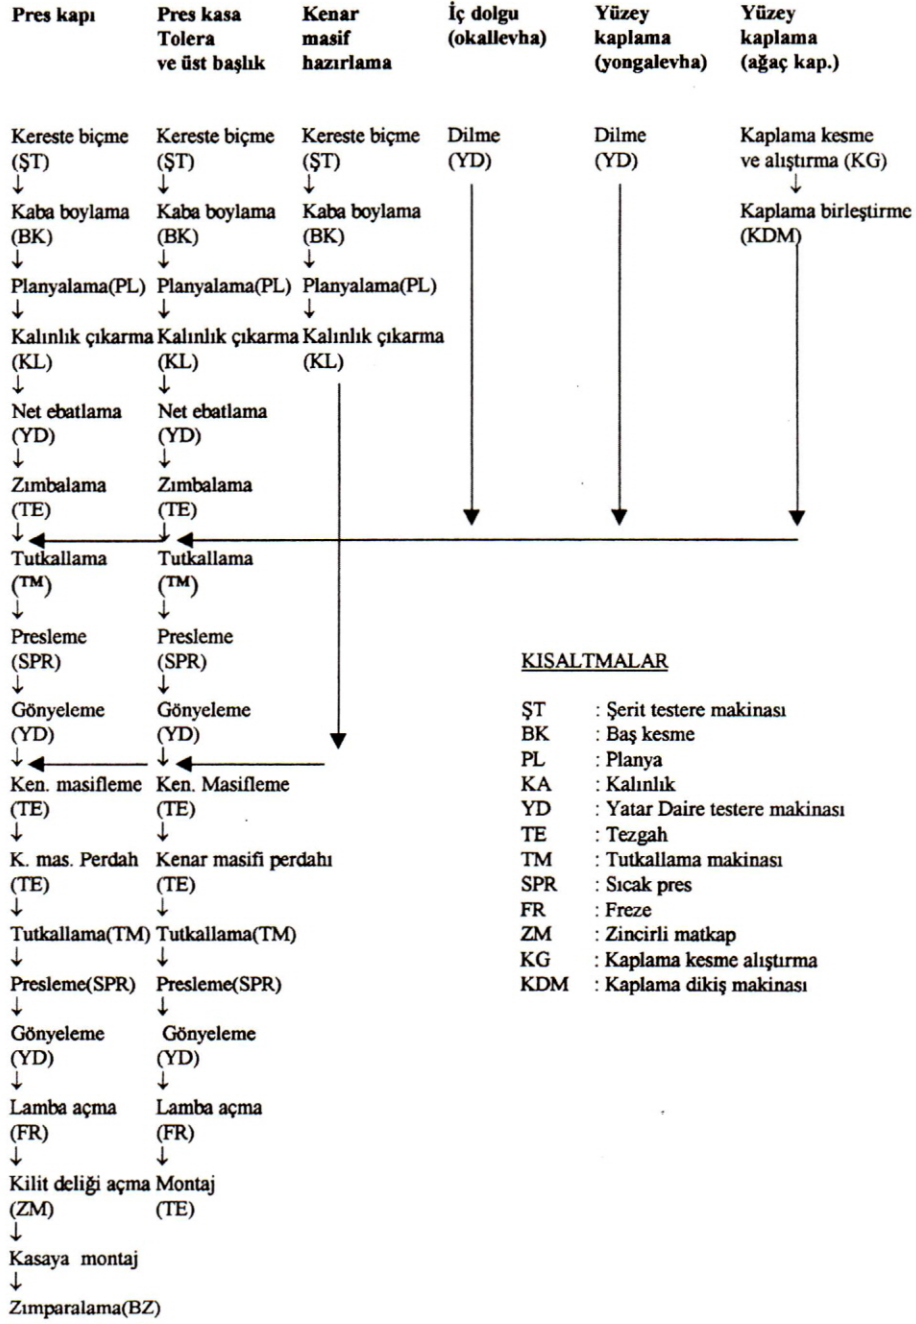 Pres kapı
Pres kasa
Tolera
ve üst başlık
Kenar
masif
hazırlama
İç dolgu
(okallevha)
Yüzey
kaplama
(yongalevha)
Yüzey
kaplama
(ağaç kap.)
Kereste biçme
(ŞT)
Kaba boylama
(BK)
Planyalama(PL)
Kalınlık çıkarma
(KL)
Net ebatlama
(YD)
Zımbalama
(TE)
Tutkallama
(TM)
Presleme
(SPR)
Gönyeleme
(YD)
Ken. masifleme
(TE)
K. mas. Perdah
(TE)
Tutkallama(TM)
Presleme(SPR)
Gönyeleme
(YD)
Lamba açma
(FR)
Kilit deliği açma
(ZM)
Kasaya montaj
Zımparalama(BZ)
Kereste biçme
(ŞT)
Kaba boylama
(BK)
Planyalama(PL)
Kalınlık çıkarma
(KL)
Net ebatlama
(YD)
Zımbalama
(TE)
Tutkallama
(TM)
Presleme
(SPR)
Gönyeleme
(YD)
Ken. Masifleme
(TE)
Kenar masifi perdahı
(TE)
Tutkallama(TM)
Presleme(SPR)
Gönyeleme
(YD)
Lamba açma
(FR)
Montaj
(TE)
Kereste biçme
(ŞT)
Kaba boylama
(BK)
Planyalama(PL)
Kalınlık çıkarma
(KL)
Dilme
(YD)
Dilme
(YD)
Kaplama kesme
ve alıştırma (KG)
Kaplama birleştirme
(KDM)
KISALTMALAR
ŞT : Şerit testere makinası
BK : Baş kesme
PL : Planya
KA : Kalınlık
YD : Yatar Daire testere makinası
TE : Tezgah
TM : Tutkallama makinası
SPR : Sıcak pres
FR : Freze
ZM : Zincirli matkap
KG : Kaplama kesme alıştırma
KDM : Kaplama dikiş makinası